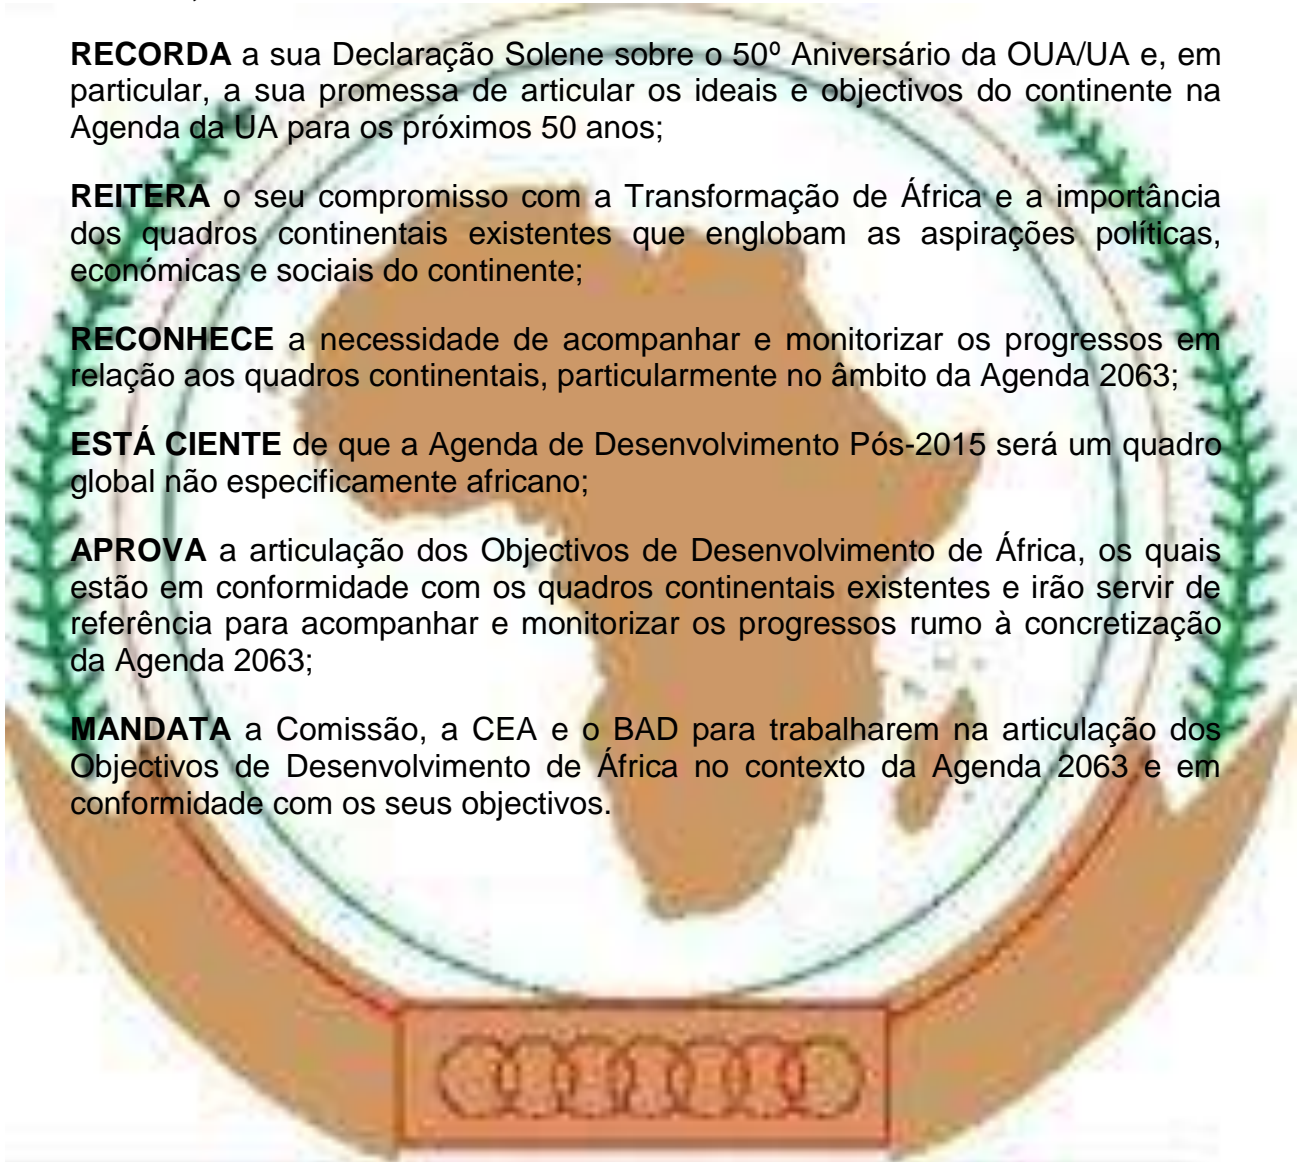 RECORDA a sua Declaração Solene sobre o 50º Aniversário da OUA/UA e, em
particular, a sua promessa de articular os ideais e objectivos do continente na
Agenda da UA para os próximos 50 anos;
REITERA o seu compromisso com a Transformação de África e a importância
dos quadros continentais existentes que englobam as aspirações políticas,
económicas e sociais do continente;
RECONHECE a necessidade de acompanhar e monitorizar os progressos em
relação aos quadros continentais, particularmente no âmbito da Agenda 2063;
ESTÁ CIENTE de que a Agenda de Desenvolvimento Pós-2015 será um quadro
global não especificamente africano;
APROVA a articulação dos Objectivos de Desenvolvimento de África, os quais
estão em conformidade com os quadros continentais existentes e irão servir de
referência para acompanhar e monitorizar os progressos rumo à concretização
da Agenda 2063;
MANDATA a Comissão, a CEA e o BAD para trabalharem na articulação dos
Objectivos de Desenvolvimento de África no contexto da Agenda 2063 e em
conformidade com os seus objectivos.